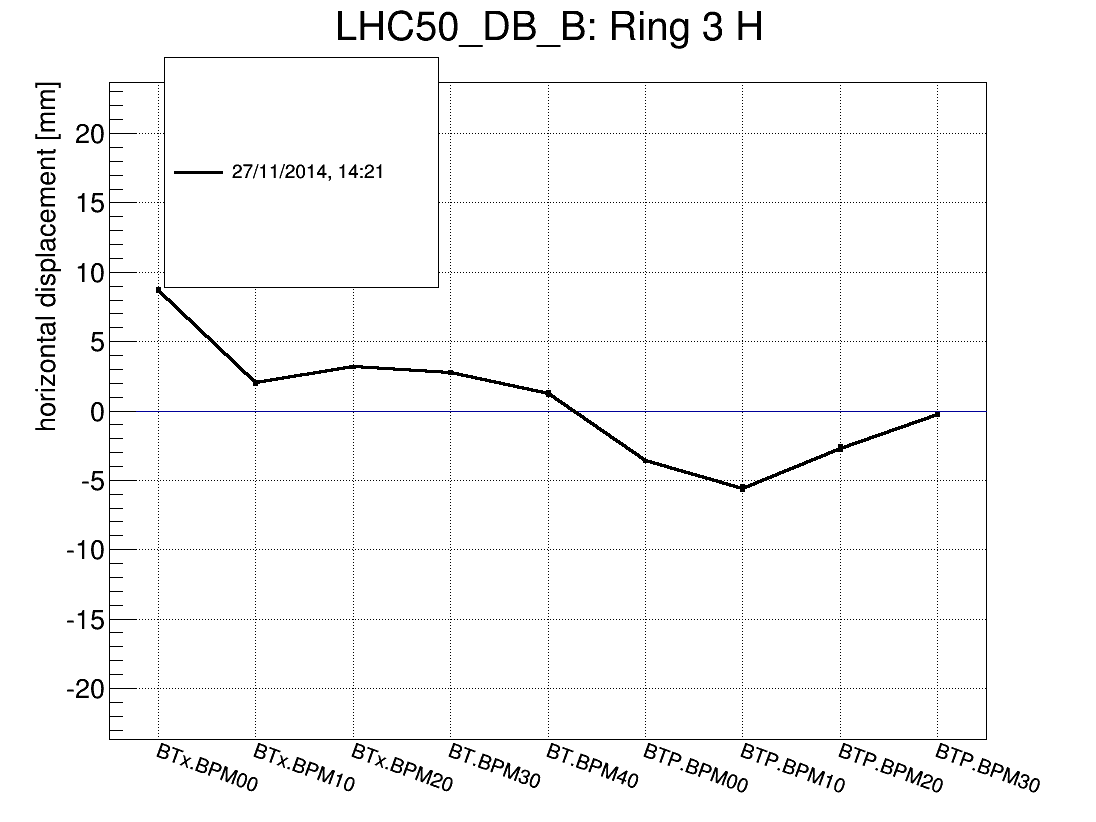 LHC50_DB_B: Ring 3 H
horizontal displacement [mm]
27/11/2014, 14:21
20
15
10
5
0
-5
-10
-15
-20
BTx.BPM00
BTx.BPM10
BTx.BPM20
BT.BPM30
BT.BPM40
BTP.BPM00
BTP.BPM10
BTP.BPM20
BTP.BPM30